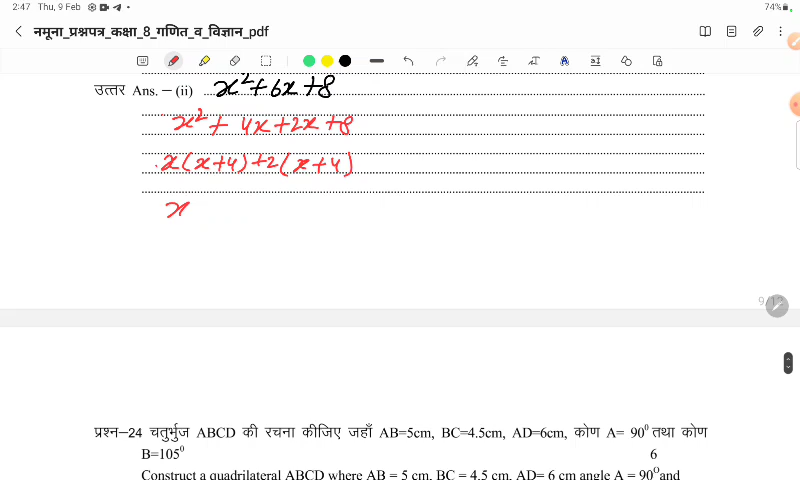 2:47 Thu, 9 Feb 74%
नमूना_प्रश्नपत्र_कक्षा_8_गणित_व_विज्ञान_pdf
उत्तर Ans. – (ii) x² + 6x + 8
x² + 4x + 2x + 8
x(x+4) + 2(x+4)
x
प्रश्न–24 चतुर्भुज ABCD की रचना कीजिए जहाँ AB=5cm, BC=4.5cm, AD=6cm, कोण A= 90⁰ तथा कोण
B=105⁰ 6
Construct a quadrilateral ABCD where AB = 5 cm, BC = 4.5 cm, AD= 6 cm angle A = 90⁰and